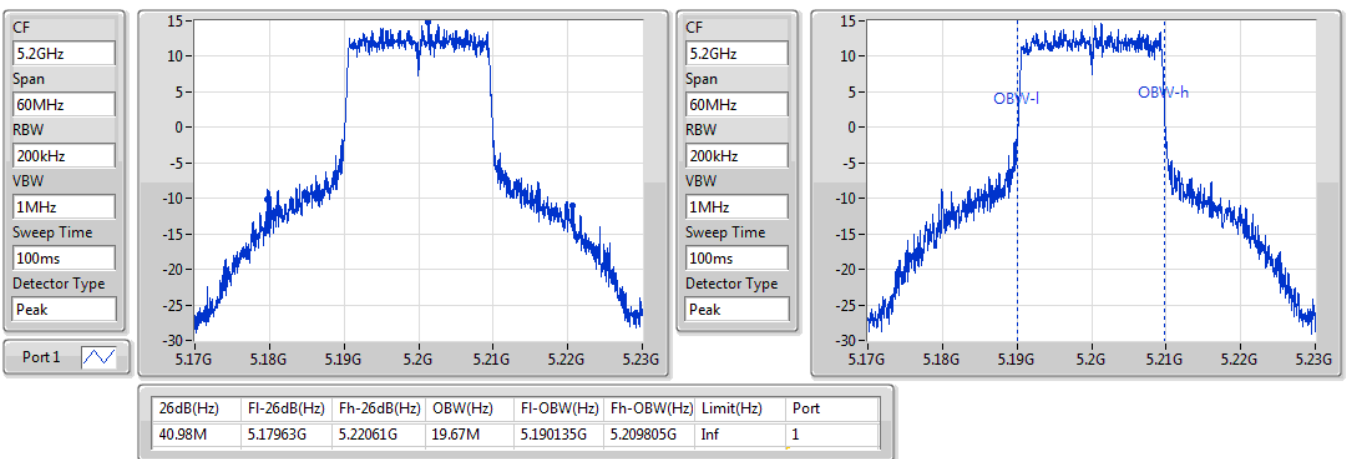 CF
5.2GHz
Span
60MHz
RBW
200kHz
VBW
1MHz
Sweep Time
100ms
Detector Type
Peak
Port 1
15
10
5
0
-5
-10
-15
-20
-25
-30
5.17G 5.18G 5.19G 5.2G 5.21G 5.22G 5.23G
CF
5.2GHz
Span
60MHz
RBW
200kHz
VBW
1MHz
Sweep Time
100ms
Detector Type
Peak
15
10
5
0
-5
-10
-15
-20
-25
-30
OBW-l OBW-h
5.17G 5.18G 5.19G 5.2G 5.21G 5.22G 5.23G
26dB(Hz) Fl-26dB(Hz) Fh-26dB(Hz) OBW(Hz) Fl-OBW(Hz) Fh-OBW(Hz) Limit(Hz) Port
40.98M 5.17963G 5.22061G 19.67M 5.190135G 5.209805G Inf 1